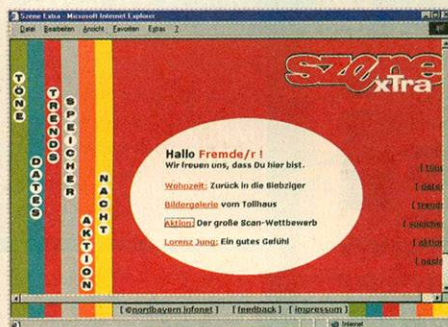 Szene Extra - Microsoft Internet Explorer
Datei Bearbeiten Ansicht Favoriten Extras ?
TÖNE
DATES
TRENDS
SPEICHER
AKTION
NACHT
szene
xTra
Hallo Fremde/r !
Wir freuen uns, dass Du hier bist.
Wohnzeit: Zurück in die Siebziger
Bildergalerie vom Tollhaus
Aktion: Der große Scan-Wettbewerb
Lorenz Jung: Ein gutes Gefühl
[ töne
[ dates
[ trends
[ speicher
[ aktion
[ nacht
[ ©nordbayern infonet ] [ feedback ] [ impressum ]
Internet